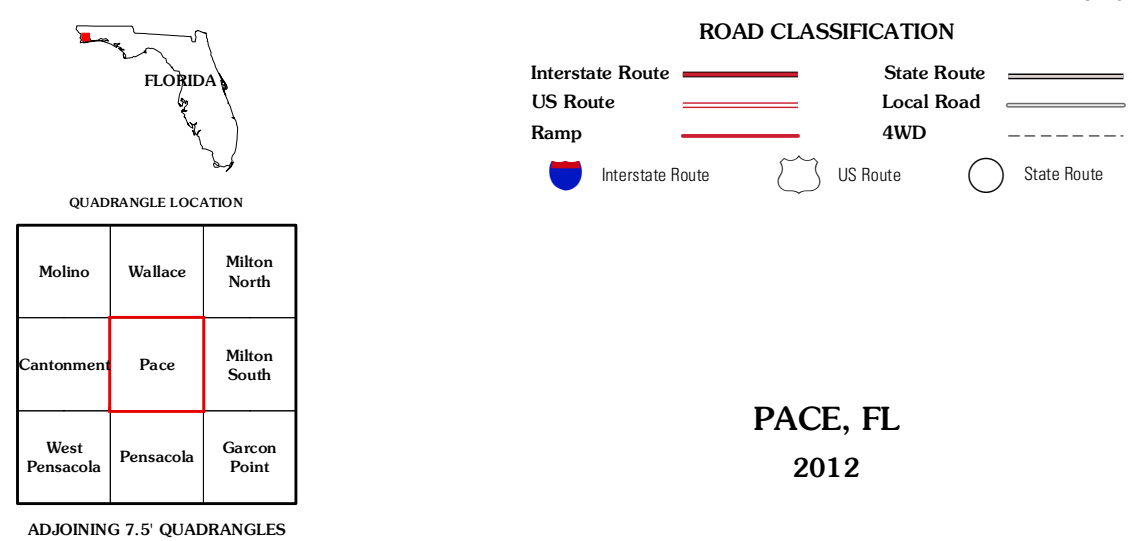 FLORIDA
QUADRANGLE LOCATION
Molino
Wallace
Milton
North
Cantonment
Pace
Milton
South
West
Pensacola
Pensacola
Garcon
Point
ADJOINING 7.5' QUADRANGLES
ROAD CLASSIFICATION
Interstate Route
State Route
US Route
Local Road
Ramp
4WD
Interstate Route
US Route
State Route
PACE, FL
2012